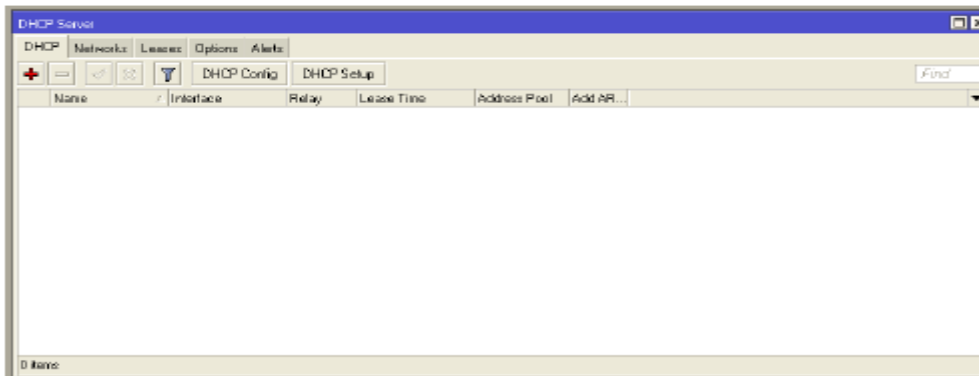 DHCP Server
DHCP Networks Leases Options Alerts
DHCP Config DHCP Setup Find
Name Interface Relay Lease Time Address Pool Add AR...
0 items